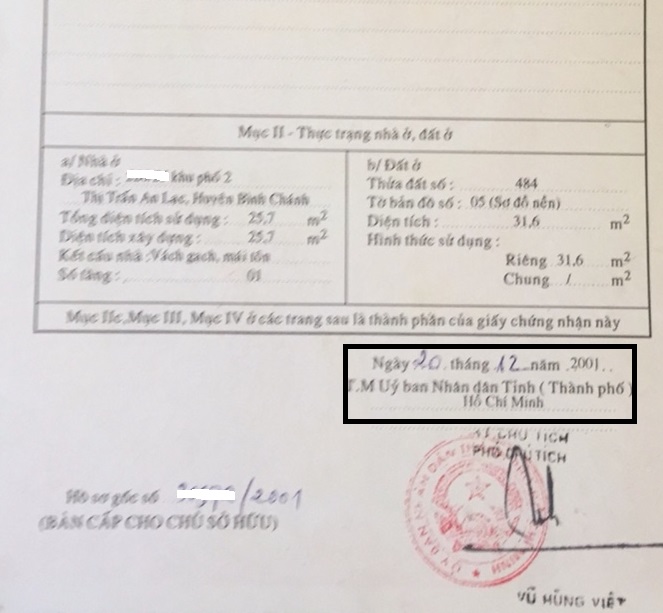 Mục II - Thực trạng nhà ở, đất ở
a/ Nhà ở
Địa chỉ : khu phố 2
Thị Trấn An Lạc, Huyện Bình Chánh
Tổng diện tích sử dụng : 25,7 m²
Diện tích xây dựng : 25,7 m²
Kết cấu nhà : Vách gạch, mái tôn
Số tầng : 01
b/ Đất ở
Thửa đất số : 484
Tờ bản đồ số : 05 (Sơ đồ nền)
Diện tích : 31,6 m²
Hình thức sử dụng :
Riêng 31,6 m²
Chung / m²
Mục IIc, Mục III, Mục IV ở các trang sau là thành phần của giấy chứng nhận này
Ngày 20 tháng 12 năm 2001
T.M Uỷ ban Nhân dân Tỉnh ( Thành phố )
Hồ Chí Minh
CHỦ TỊCH
PHÓ CHỦ TỊCH
Hồ sơ gốc số /2001
(BẢN CẤP CHO CHỦ SỞ HỮU)
VŨ HÙNG VIỆT